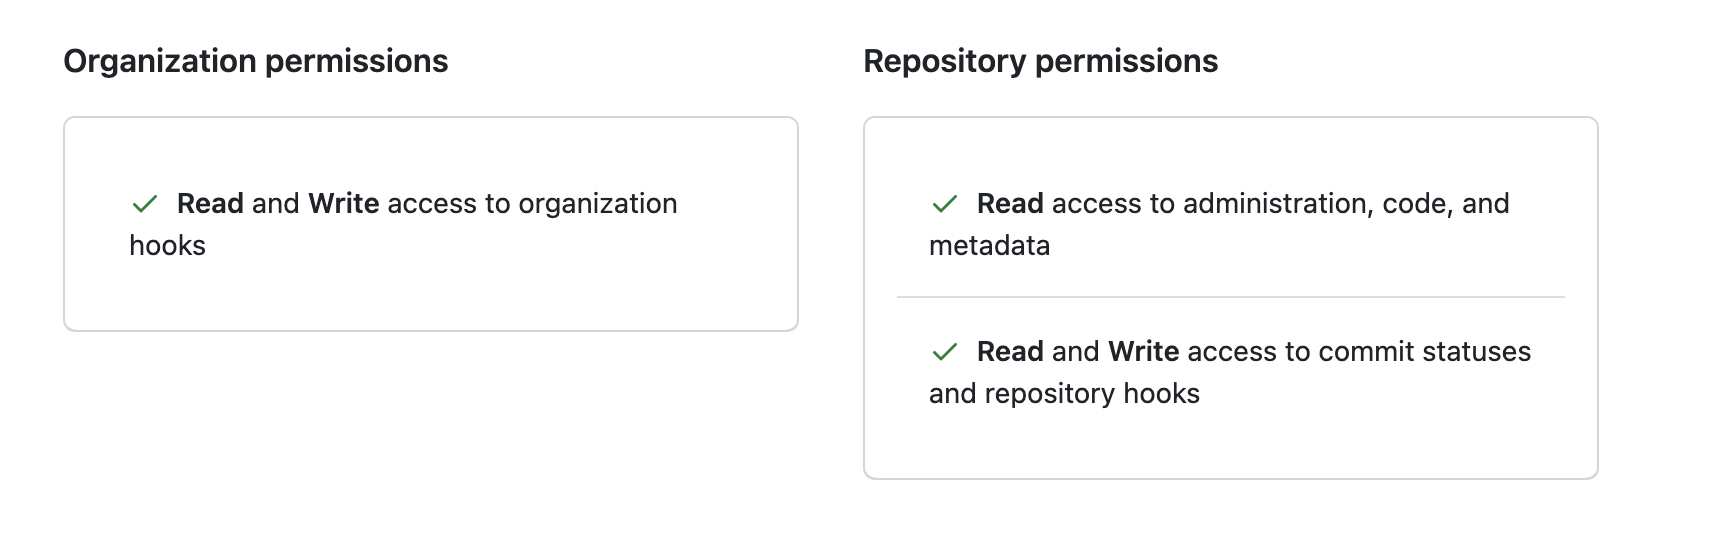 Organization permissions
Read and Write access to organization
hooks
Repository permissions
Read access to administration, code, and
metadata
Read and Write access to commit statuses
and repository hooks